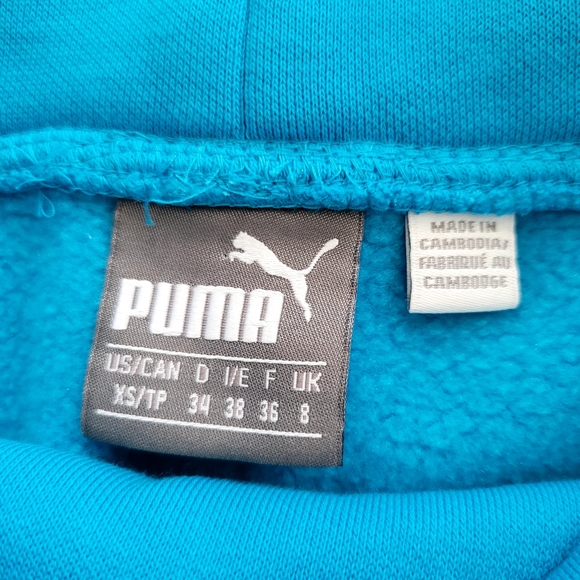 PUMA
US/CAN D I/E F UK
XS/TP 34 38 36 8
MADE IN
CAMBODIA/
FABRIQUÉ AU
CAMBODGE